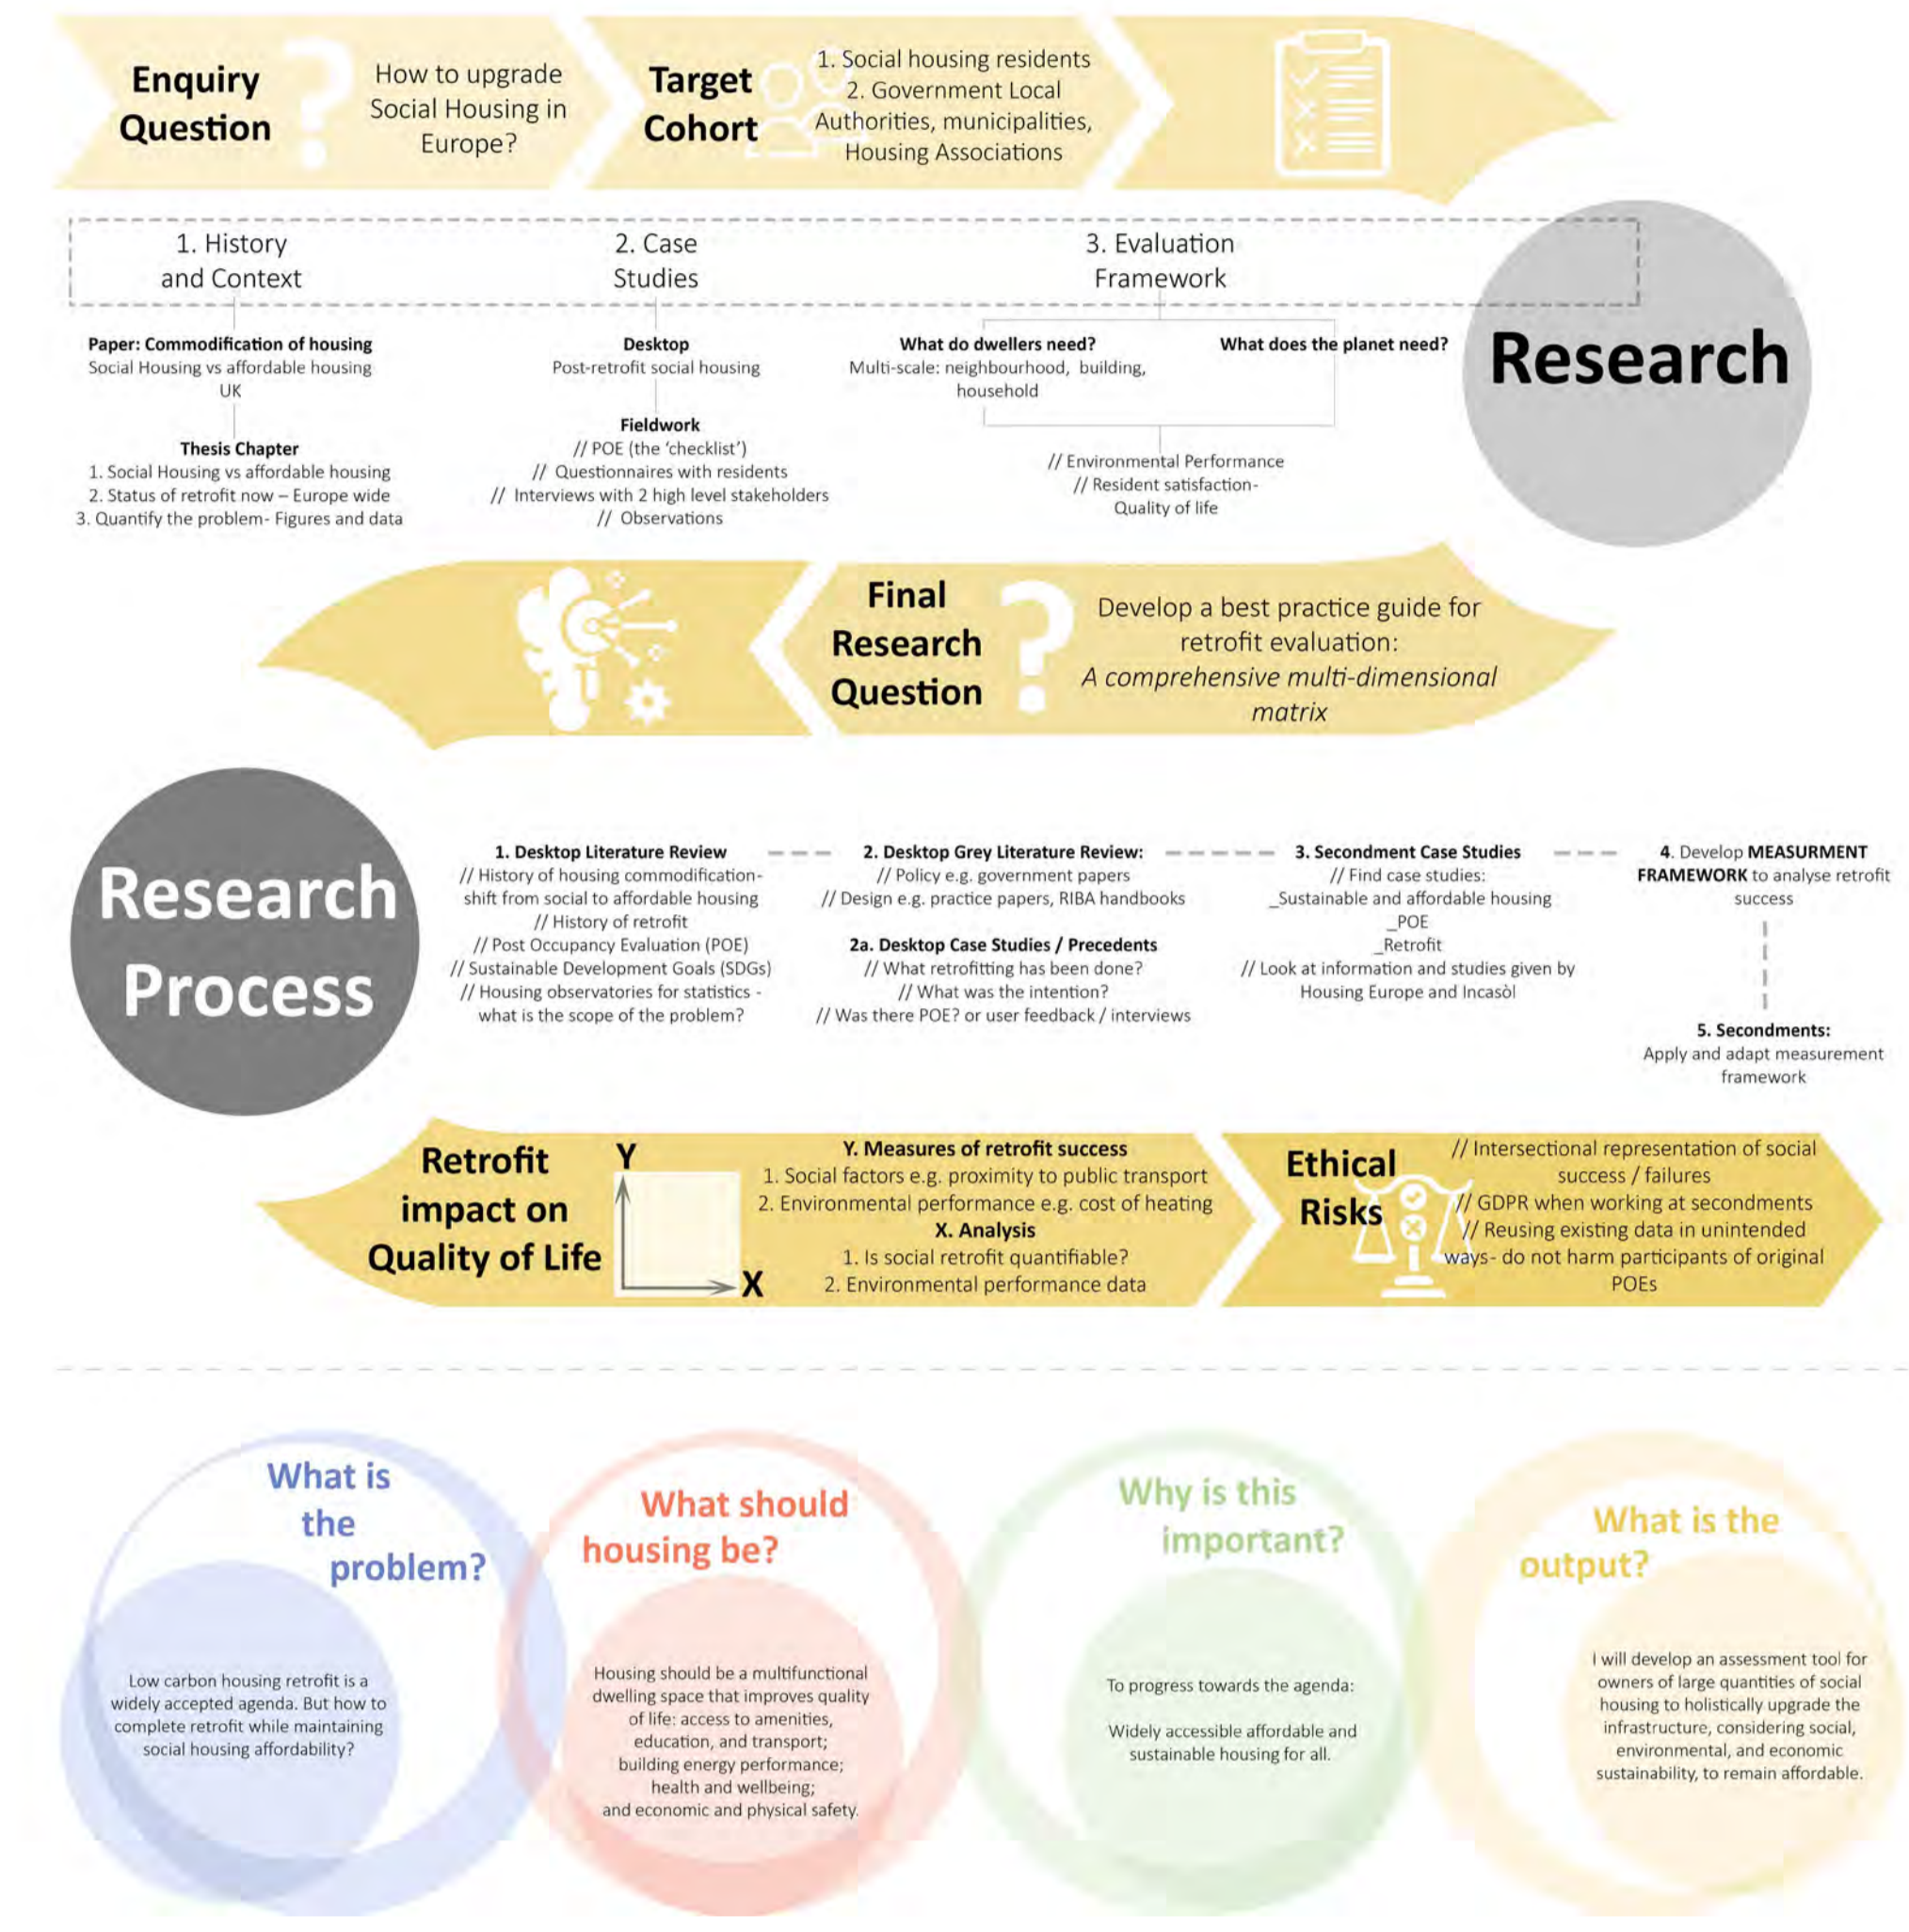 Enquiry
Question
How to upgrade
Social Housing in
Europe?
Target
Cohort
1. Social housing residents
2. Government Local
Authorities, municipalities,
Housing Associations
1. History
and Context
2. Case
Studies
3. Evaluation
Framework
Research
Paper: Commodification of housing
Social Housing vs affordable housing
UK
Thesis Chapter
1. Social Housing vs affordable housing
2. Status of retrofit now – Europe wide
3. Quantify the problem- Figures and data
Desktop
Post-retrofit social housing
Fieldwork
// POE (the ‘checklist’)
// Questionnaires with residents
// Interviews with 2 high level stakeholders
// Observations
What do dwellers need?
Multi-scale: neighbourhood, building,
household
What does the planet need?
// Environmental Performance
// Resident satisfaction-
Quality of life
Final
Research
Question
Develop a best practice guide for
retrofit evaluation:
A comprehensive multi-dimensional
matrix
Research
Process
1. Desktop Literature Review
// History of housing commodification-
shift from social to affordable housing
// History of retrofit
// Post Occupancy Evaluation (POE)
// Sustainable Development Goals (SDGs)
// Housing observatories for statistics -
what is the scope of the problem?
2. Desktop Grey Literature Review:
// Policy e.g. government papers
// Design e.g. practice papers, RIBA handbooks
2a. Desktop Case Studies / Precedents
// What retrofitting has been done?
// What was the intention?
// Was there POE? or user feedback / interviews
3. Secondment Case Studies
// Find case studies:
_Sustainable and affordable housing
_POE
_Retrofit
// Look at information and studies given by
Housing Europe and Incasòl
4. Develop MEASURMENT
FRAMEWORK to analyse retrofit
success
5. Secondments:
Apply and adapt measurement
framework
Retrofit
impact on
Quality of Life
Y
X
Y. Measures of retrofit success
1. Social factors e.g. proximity to public transport
2. Environmental performance e.g. cost of heating
X. Analysis
1. Is social retrofit quantifiable?
2. Environmental performance data
Ethical
Risks
// Intersectional representation of social
success / failures
// GDPR when working at secondments
// Reusing existing data in unintended
ways- do not harm participants of original
POEs
What is
the
problem?
Low carbon housing retrofit is a
widely accepted agenda. But how to
complete retrofit while maintaining
social housing affordability?
What should
housing be?
Housing should be a multifunctional
dwelling space that improves quality
of life: access to amenities,
education, and transport;
building energy performance;
health and wellbeing;
and economic and physical safety.
Why is this
important?
To progress towards the agenda:
Widely accessible affordable and
sustainable housing for all.
What is the
output?
I will develop an assessment tool for
owners of large quantities of social
housing to holistically upgrade the
infrastructure, considering social,
environmental, and economic
sustainability, to remain affordable.